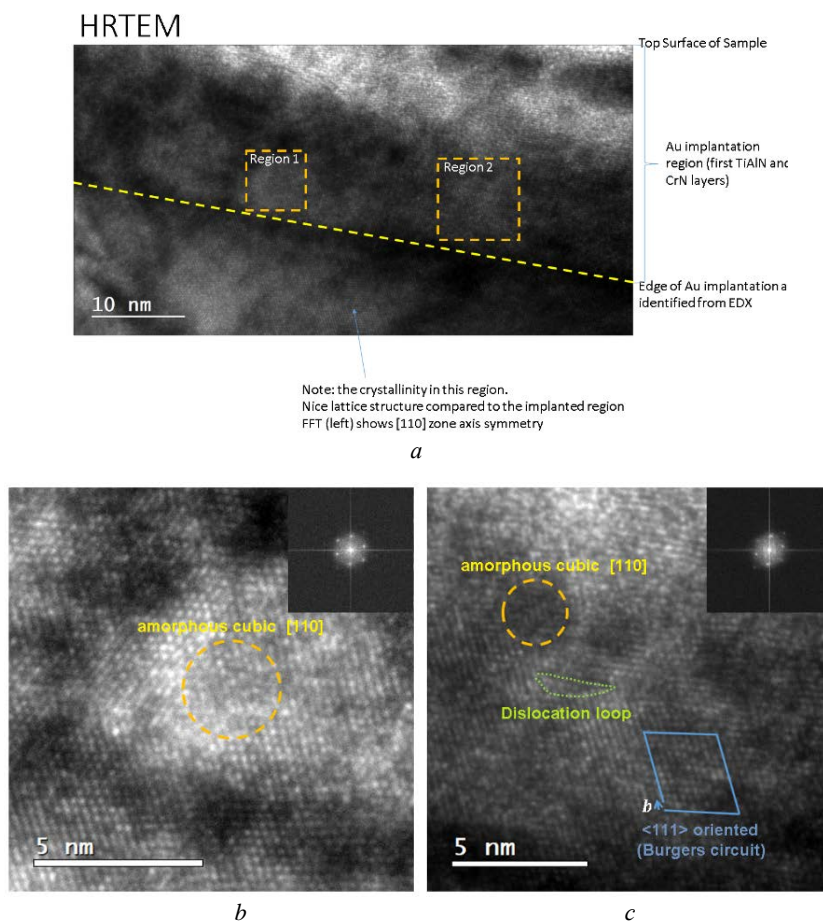 HRTEM
Top Surface of Sample
Region 1
Region 2
Au implantation
region (first TiAlN and
CrN layers)
10 nm
Edge of Au implantation a
identified from EDX
Note: the crystallinity in this region.
Nice lattice structure compared to the implanted region
FFT (left) shows [110] zone axis symmetry
a
amorphous cubic [110]
5 nm
b
amorphous cubic [110]
Dislocation loop
b
<111> oriented
(Burgers circuit)
5 nm
c